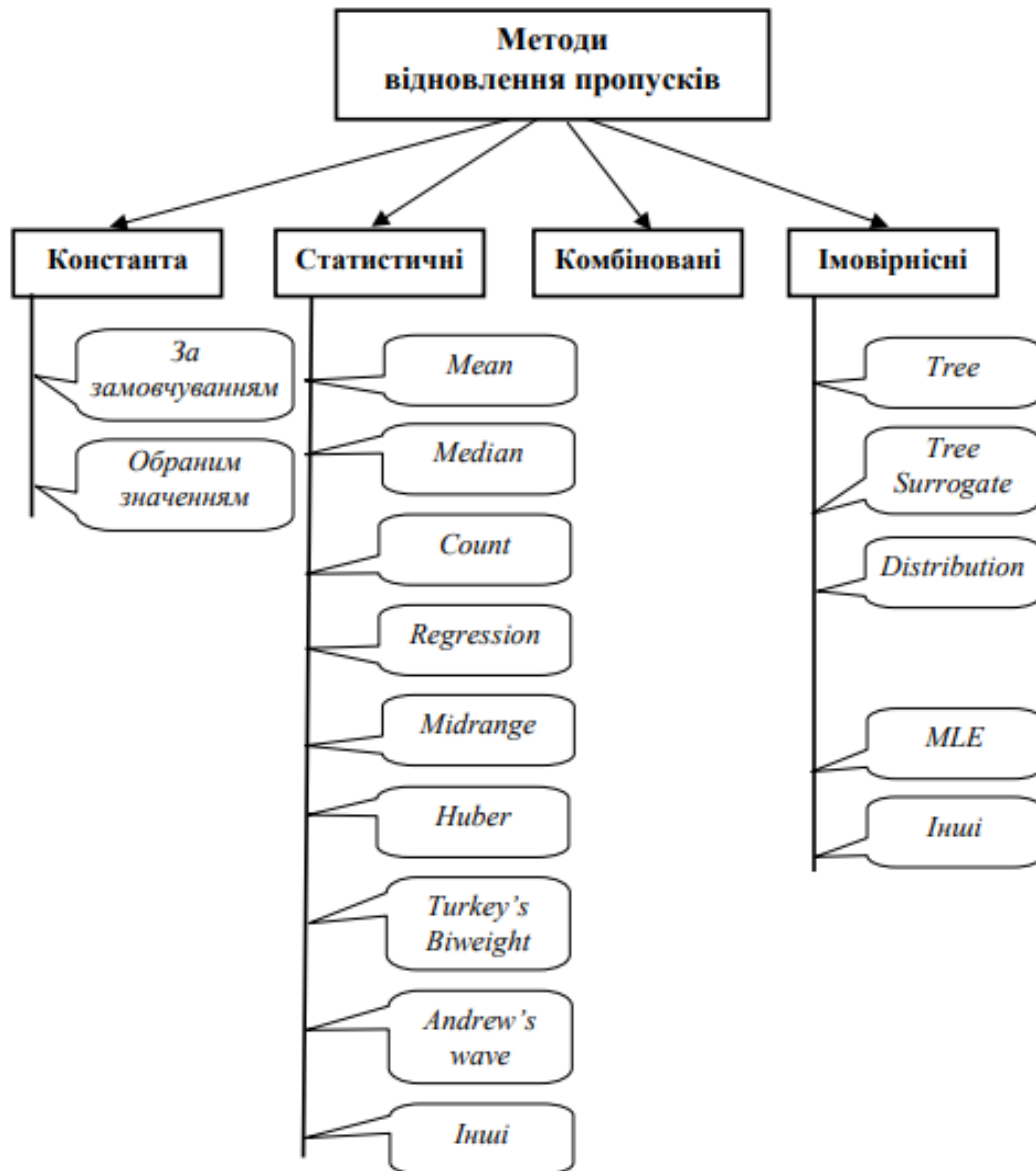 Методи
відновлення пропусків
Константа
Статистичні
Комбіновані
Імовірнісні
За
замовчуванням
Обраним
значенням
Mean
Median
Count
Regression
Midrange
Huber
Turkey’s
Biweight
Andrew’s
wave
Інші
Tree
Tree
Surrogate
Distribution
MLE
Інші